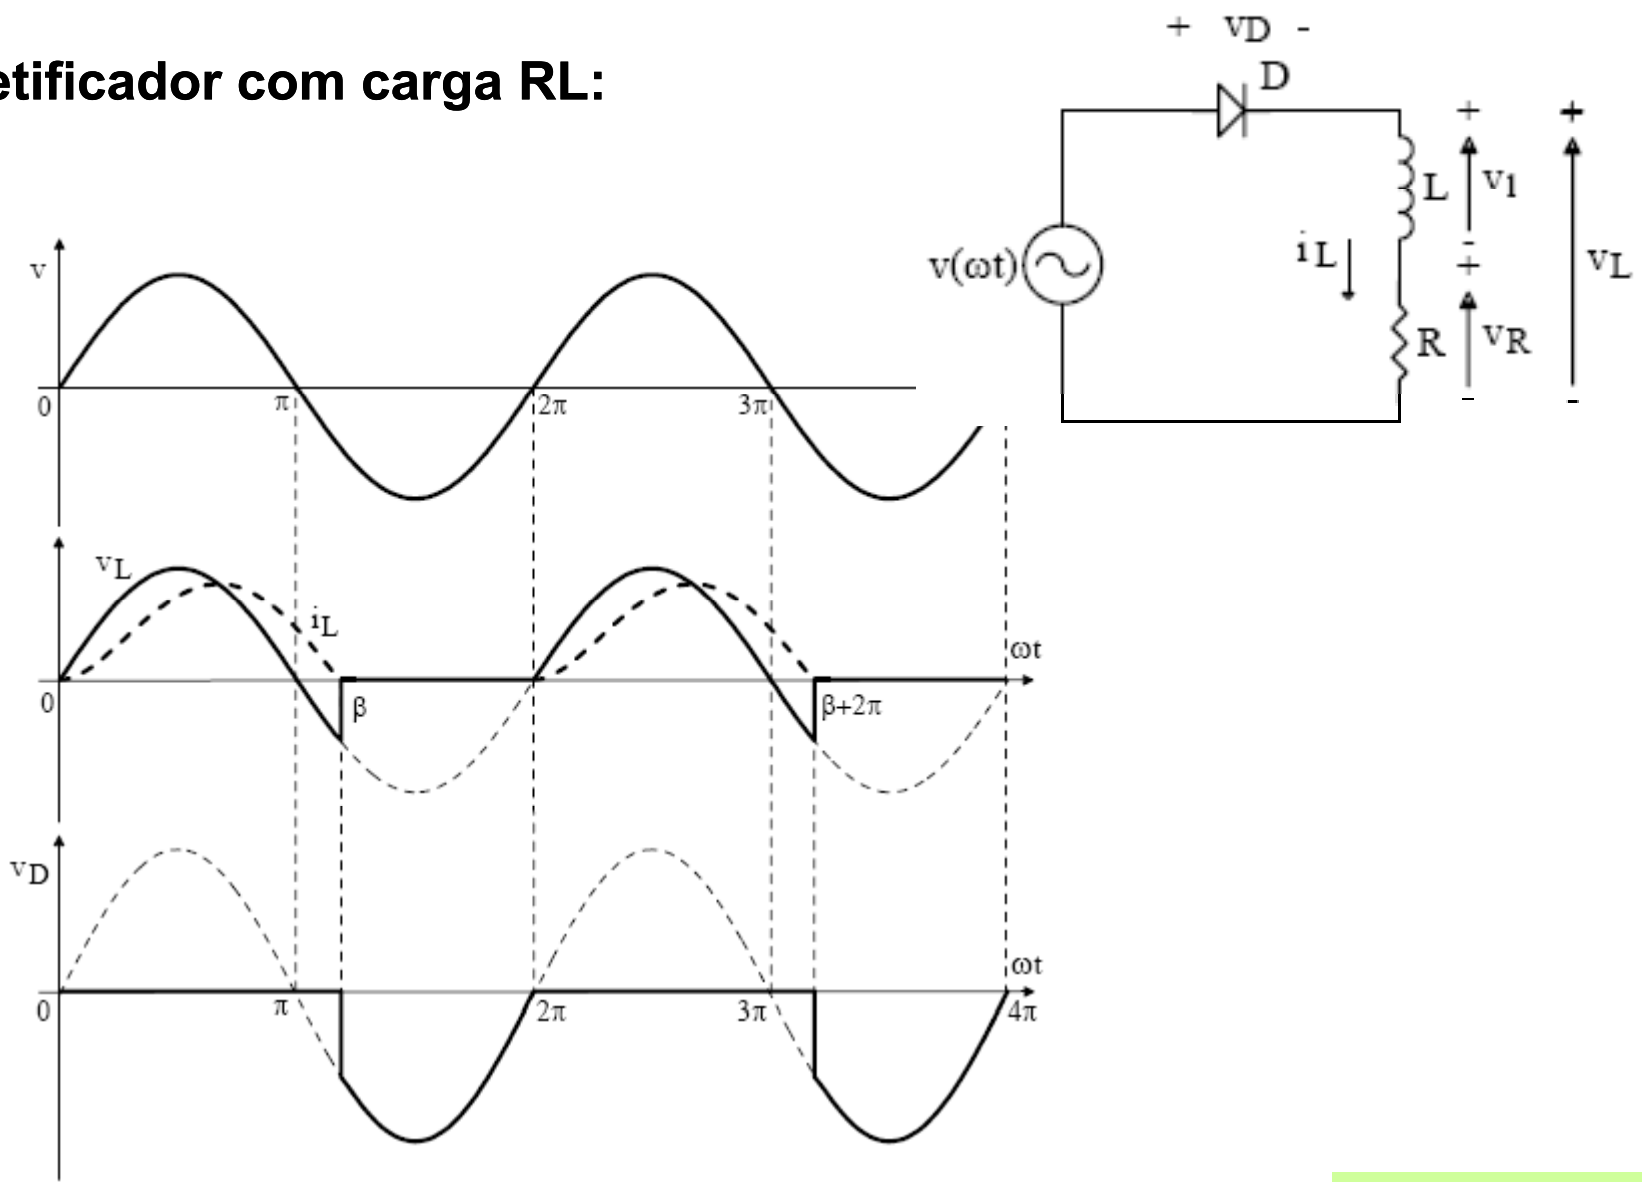 etificador com carga RL:
+ vD -
D
+ +
L v1
v(ωt) iL - vL
+
R vR
- -
v
0 π 2π 3π
vL
iL
ωt
0 β β+2π
vD
ωt
0 π 2π 3π 4π